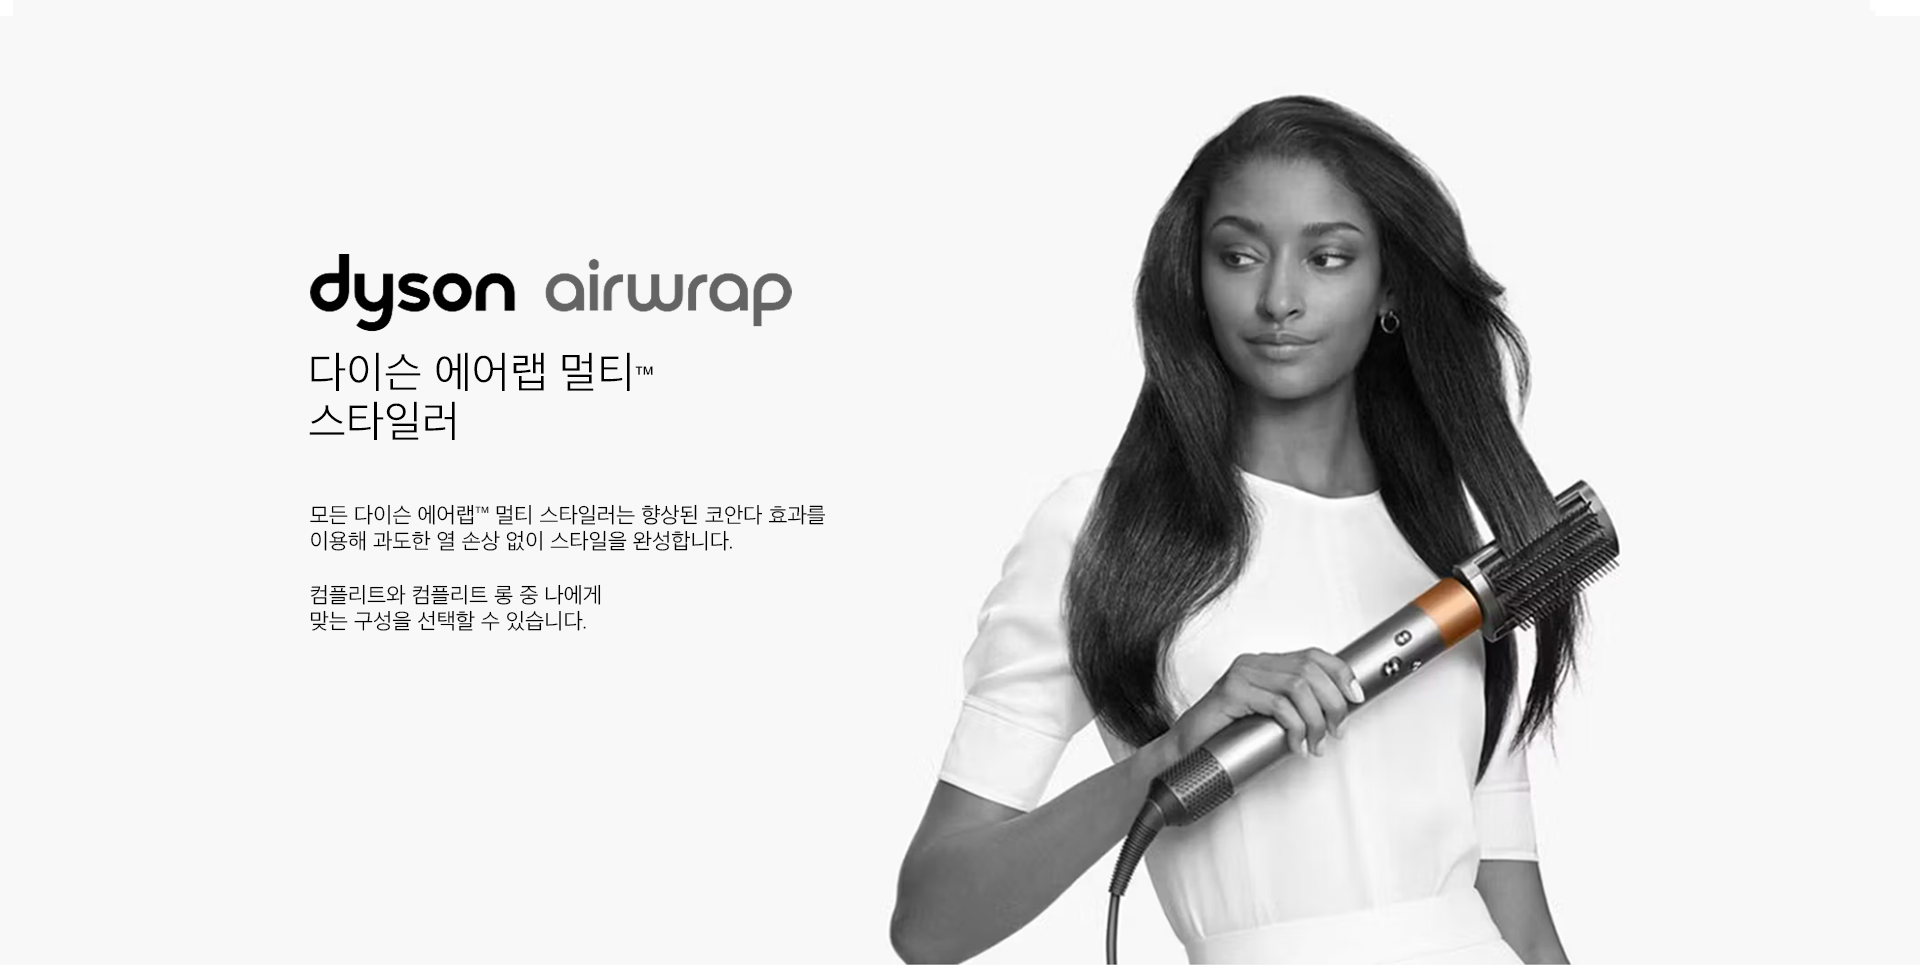 dyson airwrap
다이슨 에어랩 멀티™
스타일러
모든 다이슨 에어랩™ 멀티 스타일러는 향상된 코안다 효과를
이용해 과도한 열 손상 없이 스타일을 완성합니다.
컴플리트와 컴플리트 롱 중 나에게
맞는 구성을 선택할 수 있습니다.